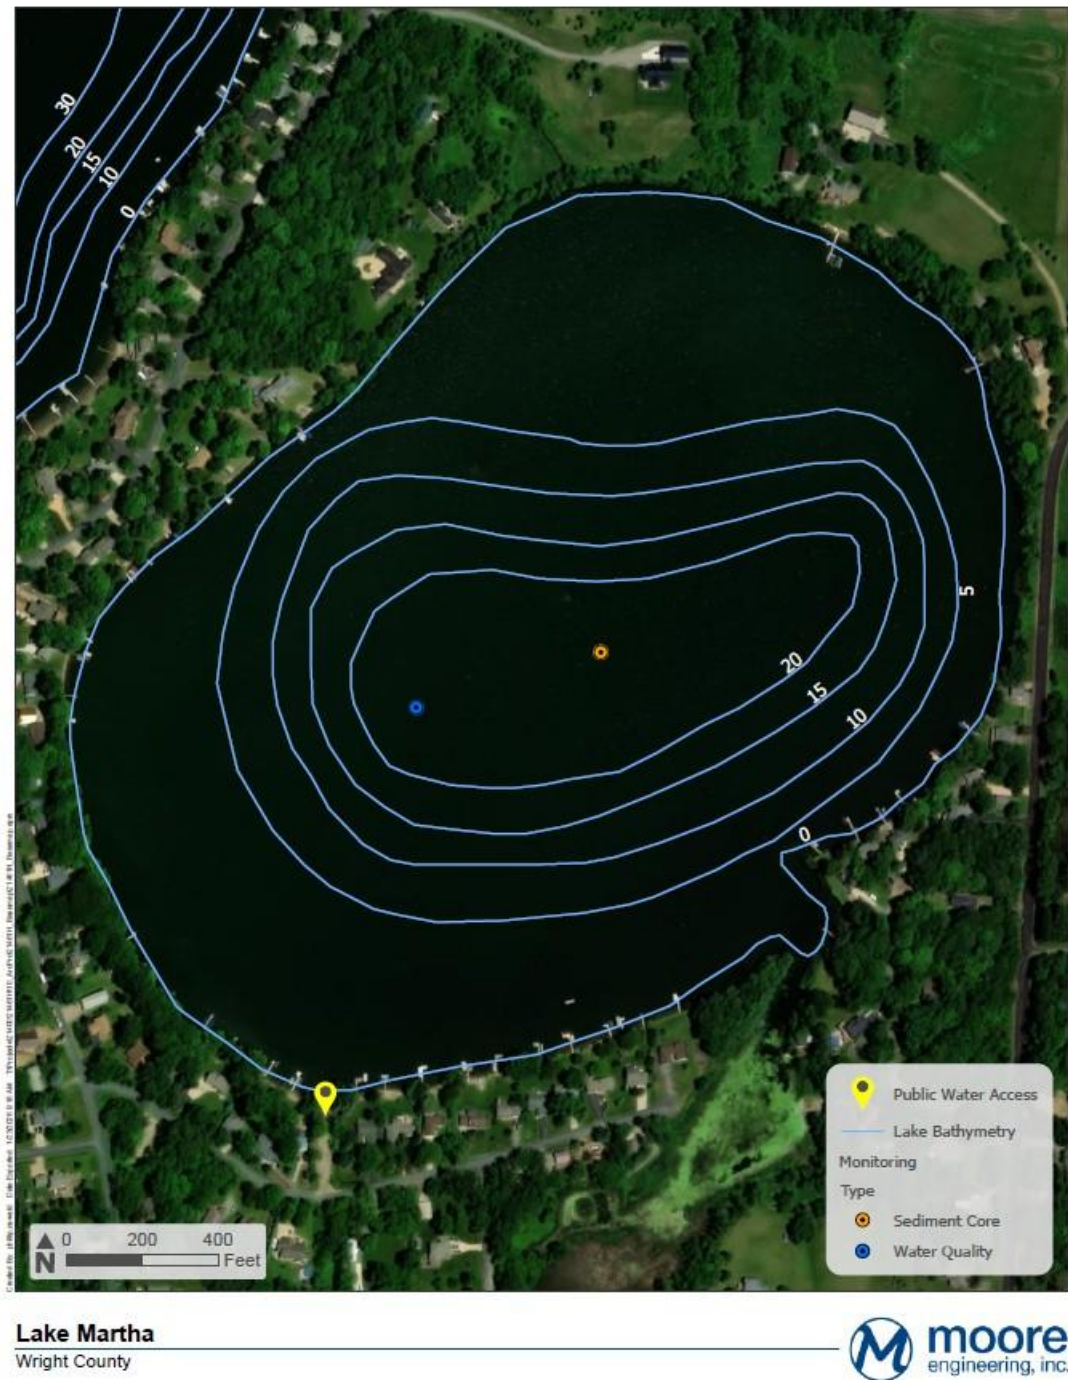 30
20
15
10
0
5
20
15
10
0
Public Water Access
Lake Bathymetry
Monitoring
Type
Sediment Core
Water Quality
0 200 400
N Feet
Lake Martha
Wright County
M moore
engineering, inc.